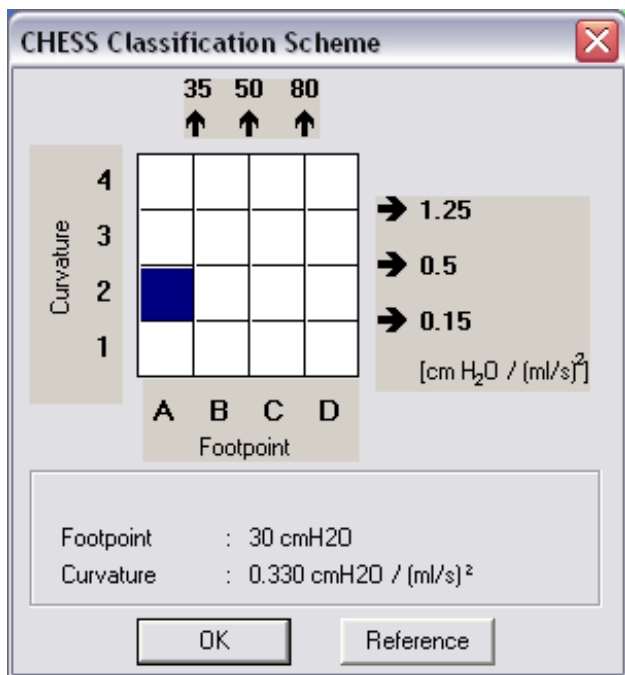 CHESS Classification Scheme
35 50 80
4
3
2
1
Curvature
1.25
0.5
0.15
[cm H₂O / (ml/s)²]
A B C D
Footpoint
Footpoint : 30 cmH2O
Curvature : 0.330 cmH2O / (ml/s)²
OK
Reference